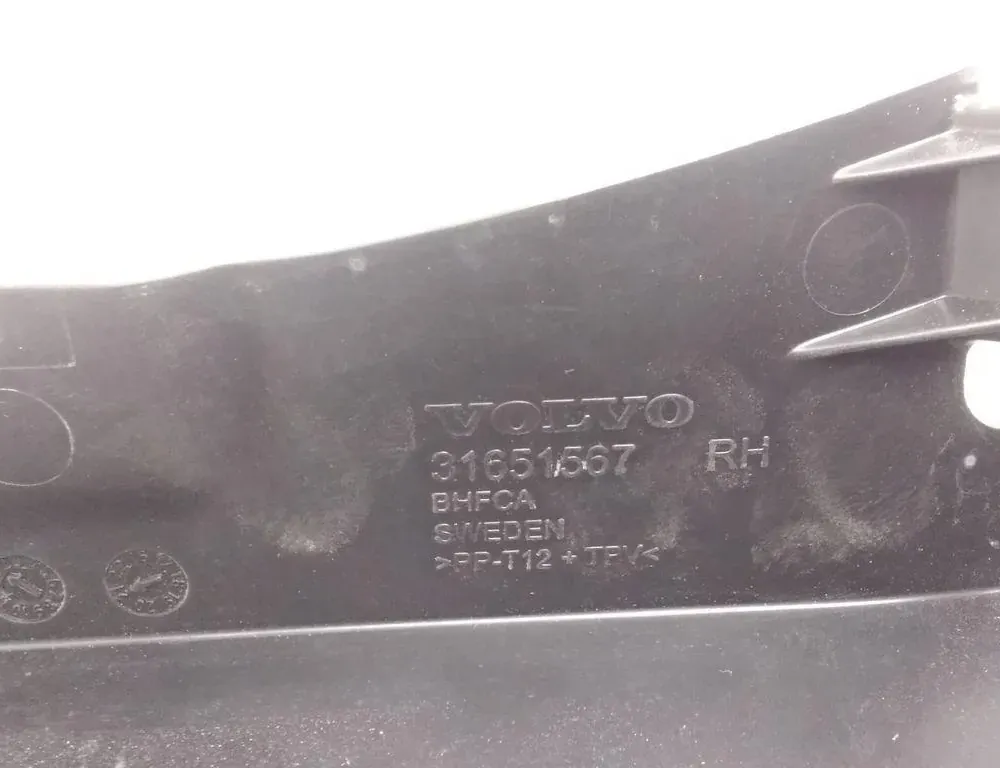 VOLVO
31651567 RH
BHFCA
SWEDEN
>PP-T12 + TPV<